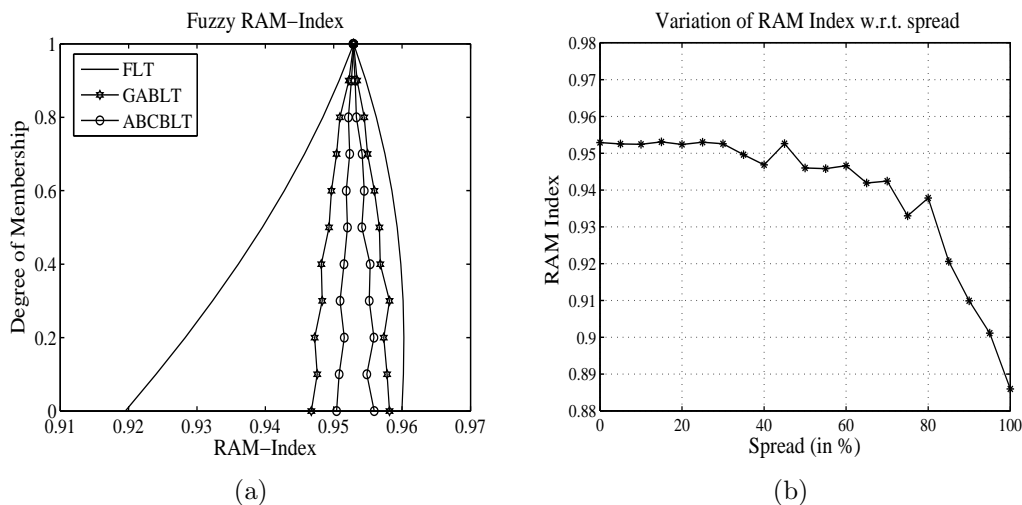 Fuzzy RAM-Index
1
0.8
0.6
0.4
0.2
0
Degree of Membership
FLT
GABLT
ABCBLT
0.91 0.92 0.93 0.94 0.95 0.96 0.97
RAM-Index
(a)
Variation of RAM Index w.r.t. spread
0.98
0.97
0.96
0.95
0.94
0.93
0.92
0.91
0.9
0.89
0.88
RAM Index
0 20 40 60 80 100
Spread (in %)
(b)